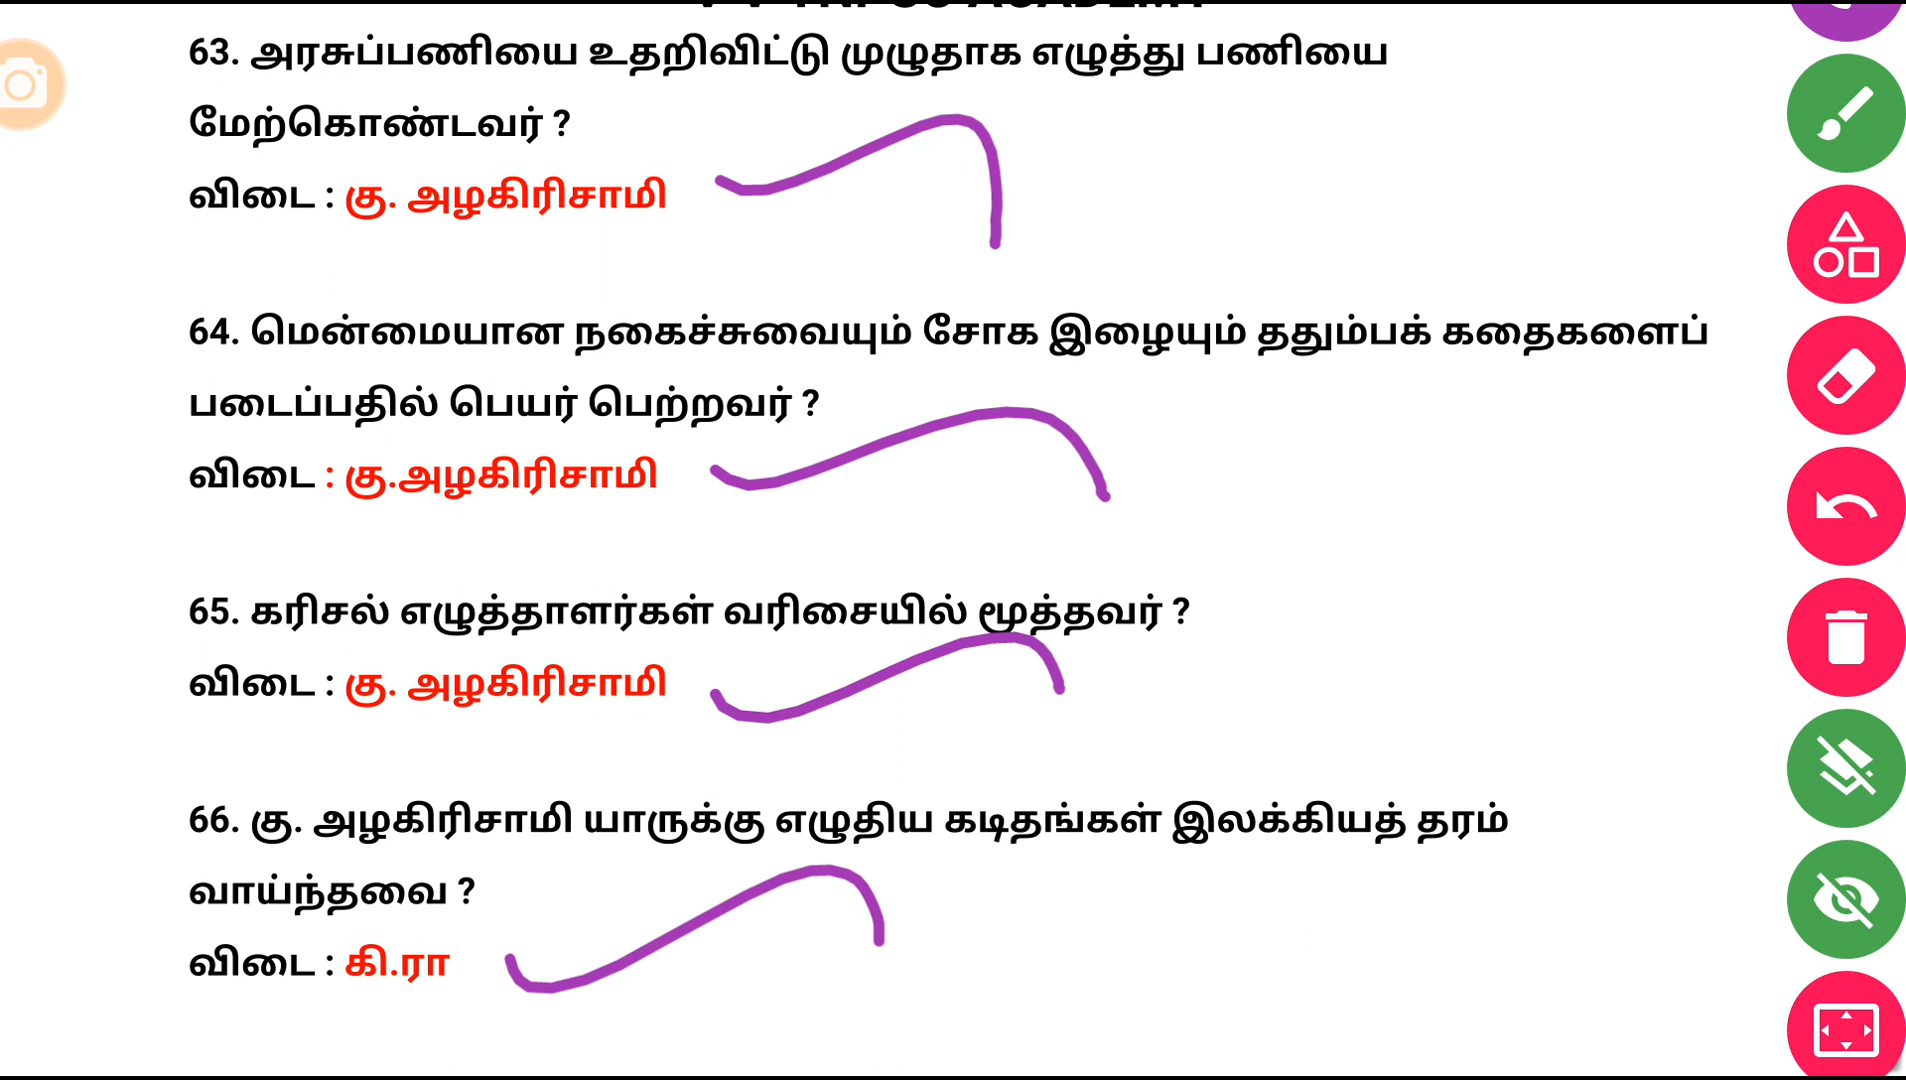 63. அரசுப்பணியை உதறிவிட்டு முழுதாக எழுத்து பணியை
மேற்கொண்டவர் ?
விடை : கு. அழகிரிசாமி
64. மென்மையான நகைச்சுவையும் சோக இழையும் ததும்பக் கதைகளைப்
படைப்பதில் பெயர் பெற்றவர் ?
விடை : கு.அழகிரிசாமி
65. கரிசல் எழுத்தாளர்கள் வரிசையில் மூத்தவர் ?
விடை : கு. அழகிரிசாமி
66. கு. அழகிரிசாமி யாருக்கு எழுதிய கடிதங்கள் இலக்கியத் தரம்
வாய்ந்தவை ?
விடை : கி.ரா